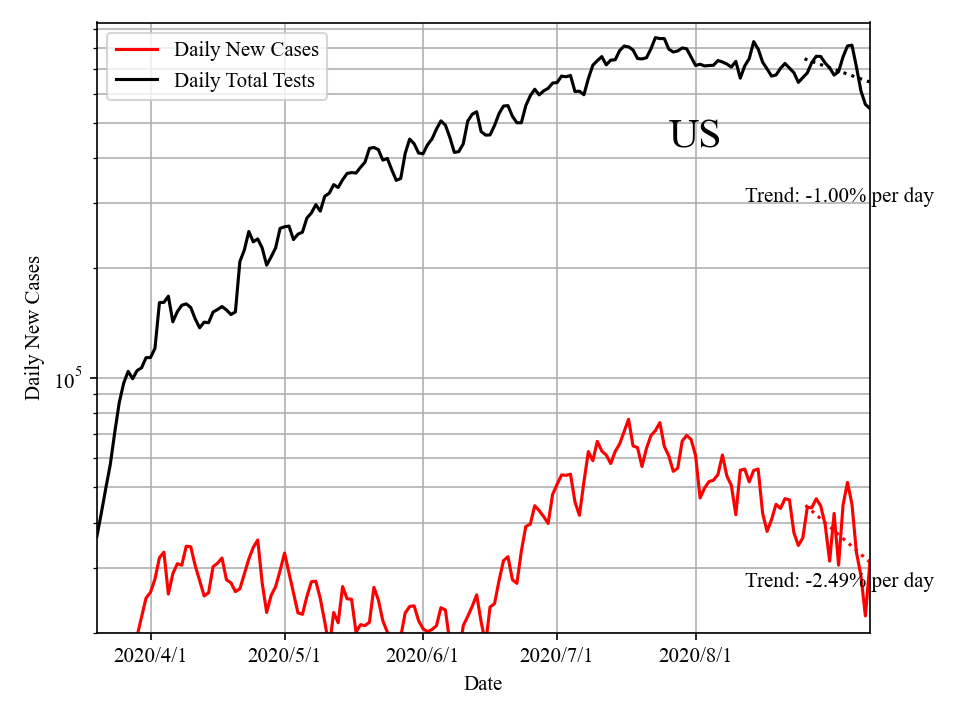 Daily New Cases
Daily Total Tests
US
Trend: -1.00% per day
Daily New Cases
10^5
Trend: -2.49% per day
2020/4/1 2020/5/1 2020/6/1 2020/7/1 2020/8/1
Date